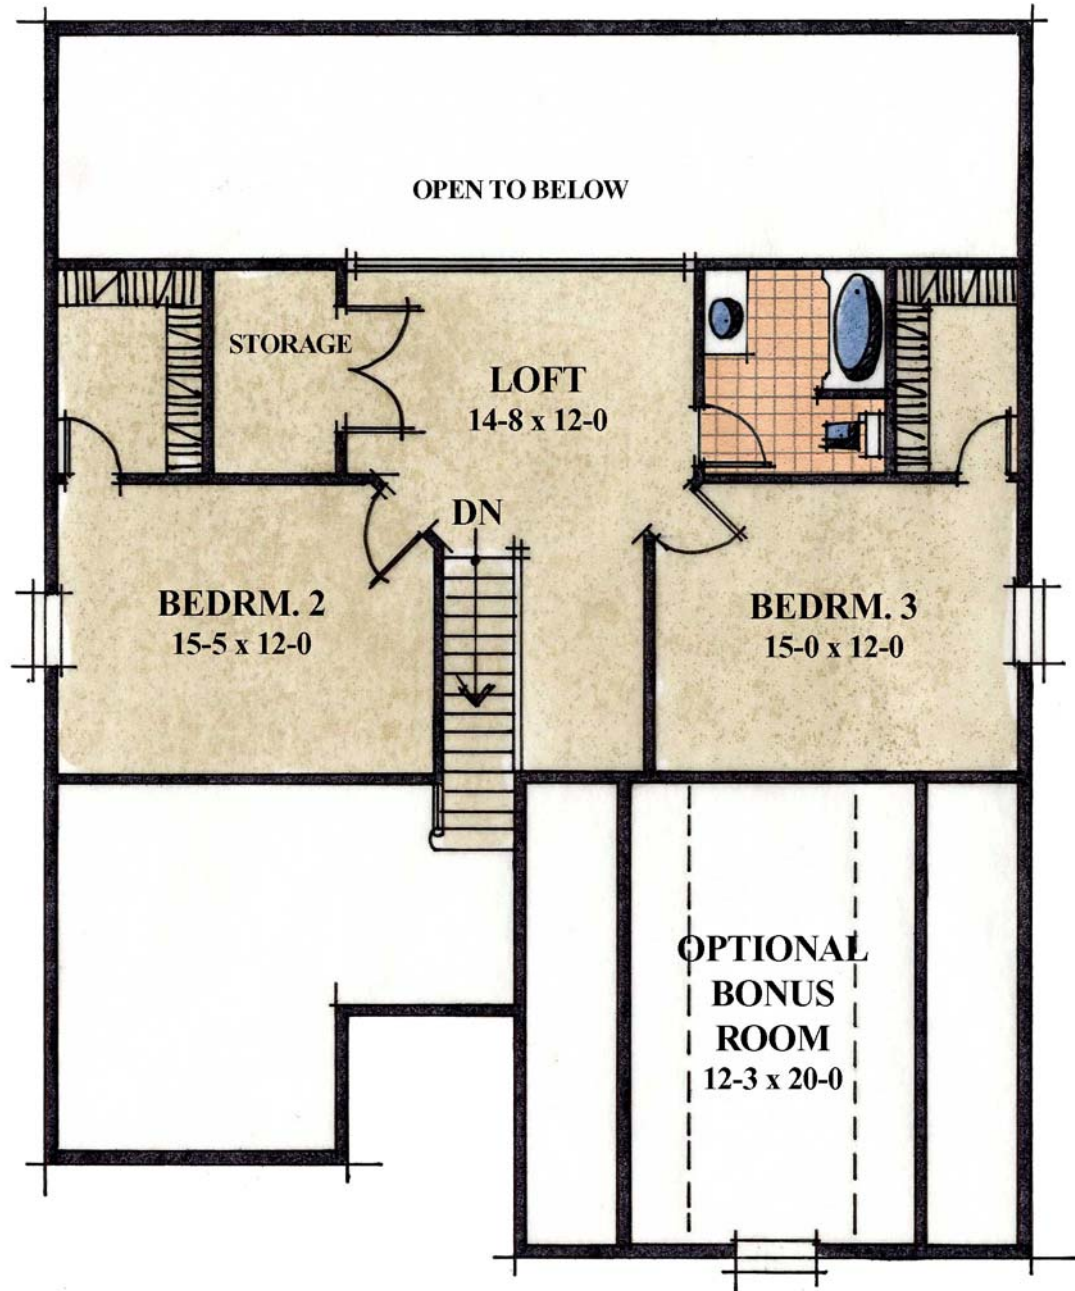 OPEN TO BELOW
STORAGE
LOFT
14-8 x 12-0
DN
BEDRM. 2
15-5 x 12-0
BEDRM. 3
15-0 x 12-0
OPTIONAL
BONUS
ROOM
12-3 x 20-0